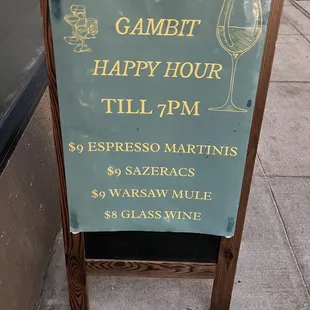 GAMBIT
HAPPY HOUR
TILL 7PM
$9 ESPRESSO MARTINIS
$9 SAZERACS
$9 WARSAW MULE
$8 GLASS WINE